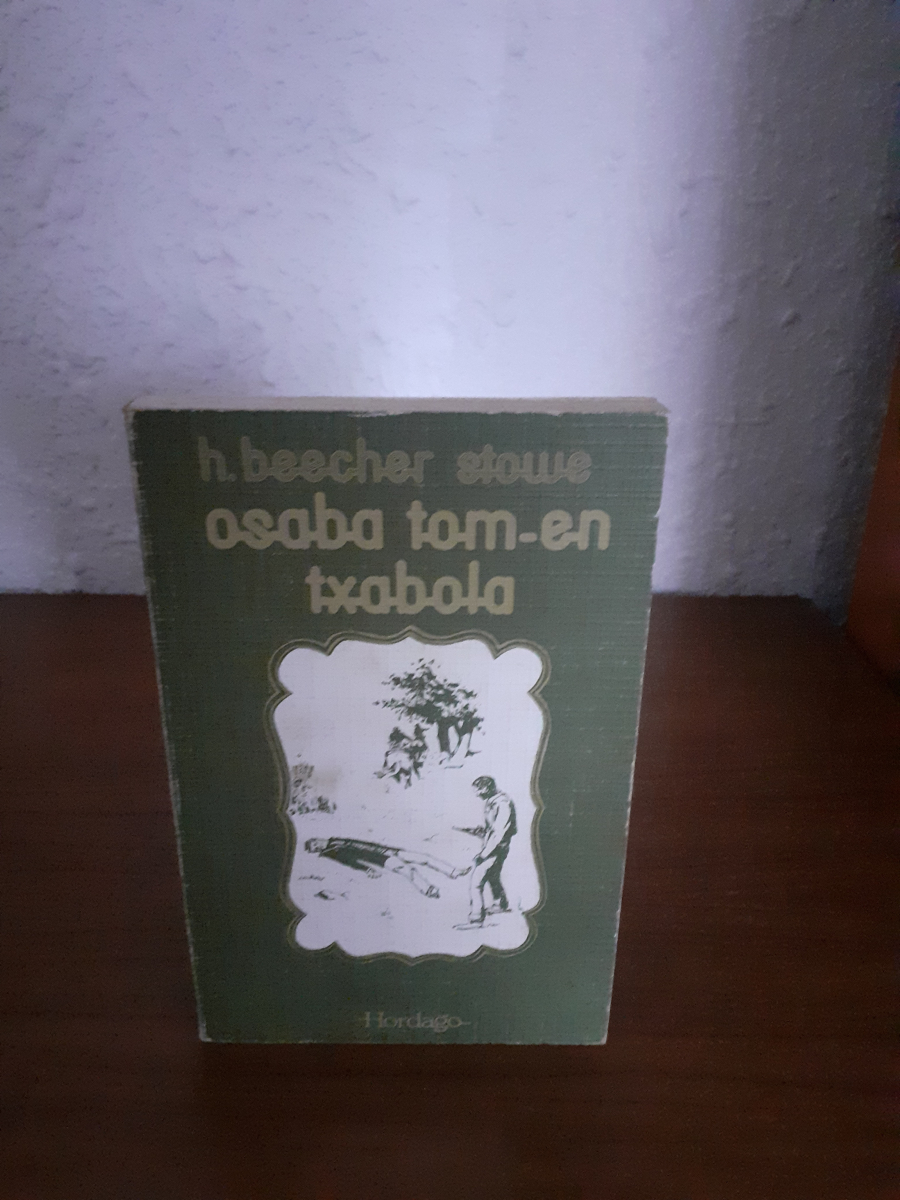 h. beecher stowe
osaba tom-en
txabola
Hordago